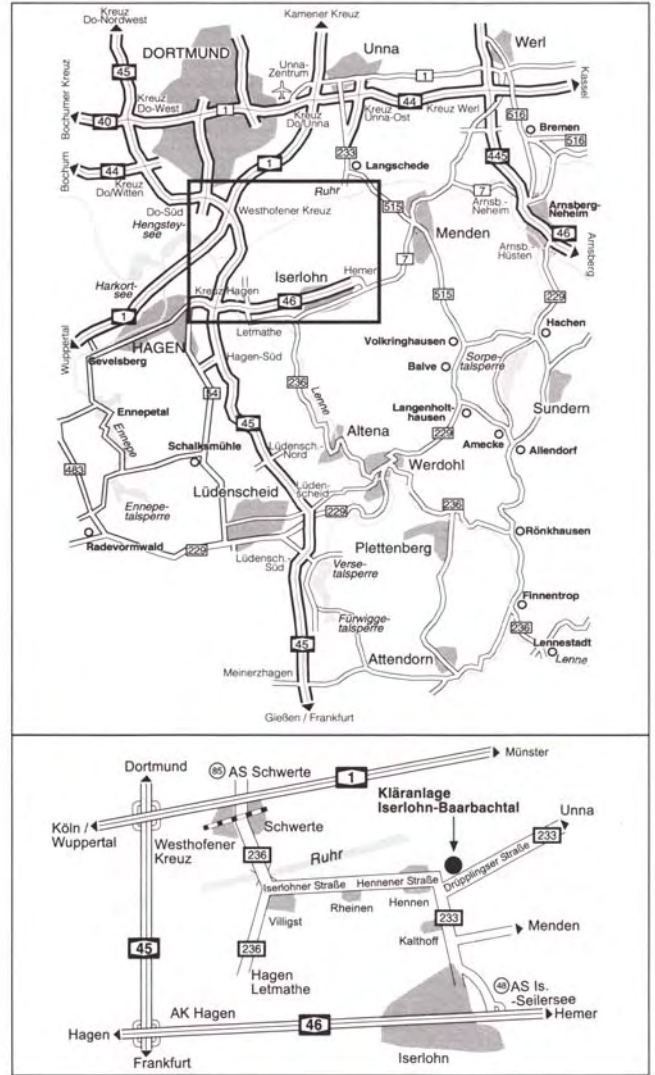 Kreuz
Do-Nordwest
Kamener Kreuz
DORTMUND
Unna
Werl
Unna-
Zentrum
45
1
Kassel
Bochumer Kreuz
Kreuz
Do-West
1
Kreuz
Do/Unna
Kreuz
Unna-Ost
44
Kreuz Werl
40
516
Bremen
516
Bochum
44
Kreuz
Do/Witten
1
233
Langschede
445
Ruhr
7
Arnsb.-
Neheim
Arnsberg-
Neheim
Do-Süd
Westhofener Kreuz
515
Hengstey-
see
Menden
46
Arnsb.-
Hüsten
Arnsberg
Harkort-
see
Kreuz Hagen
Iserlohn
Hemer
7
46
229
1
Letmathe
515
Wuppertal
HAGEN
Hagen-Süd
Hachen
Gevelsberg
Volkringhausen
Sorpe-
talsperre
236
Balve
54
Lenne
Ennepetal
45
Langenholt-
hausen
Sundern
Ennepe
Altena
229
Amecke
Allendorf
Schalksmühle
Lüdensch.-
Nord
Werdohl
483
Lüdenscheid
Lüden-
scheid
236
Ennepe-
talsperre
229
Rönkhausen
Radevormwald
229
Lüdensch.-
Süd
Verse-
talsperre
Plettenberg
Finnentrop
Fürwigge-
talsperre
236
Lennestadt
Lenne
45
Attendorn
Meinerzhagen
Gießen / Frankfurt
Dortmund
85 AS Schwerte
Münster
1
Kläranlage
Iserlohn-Baarbachtal
Unna
Köln /
Wuppertal
Schwerte
233
Westhofener
Kreuz
236
Ruhr
Drüpplingser Straße
Iserlohner Straße
Hennener Straße
Rheinen
Hennen
Villigst
233
Kalthoff
Menden
45
236
Hagen
Letmathe
48 AS Is.
-Seilersee
AK Hagen
46
Hemer
Hagen
Iserlohn
Frankfurt